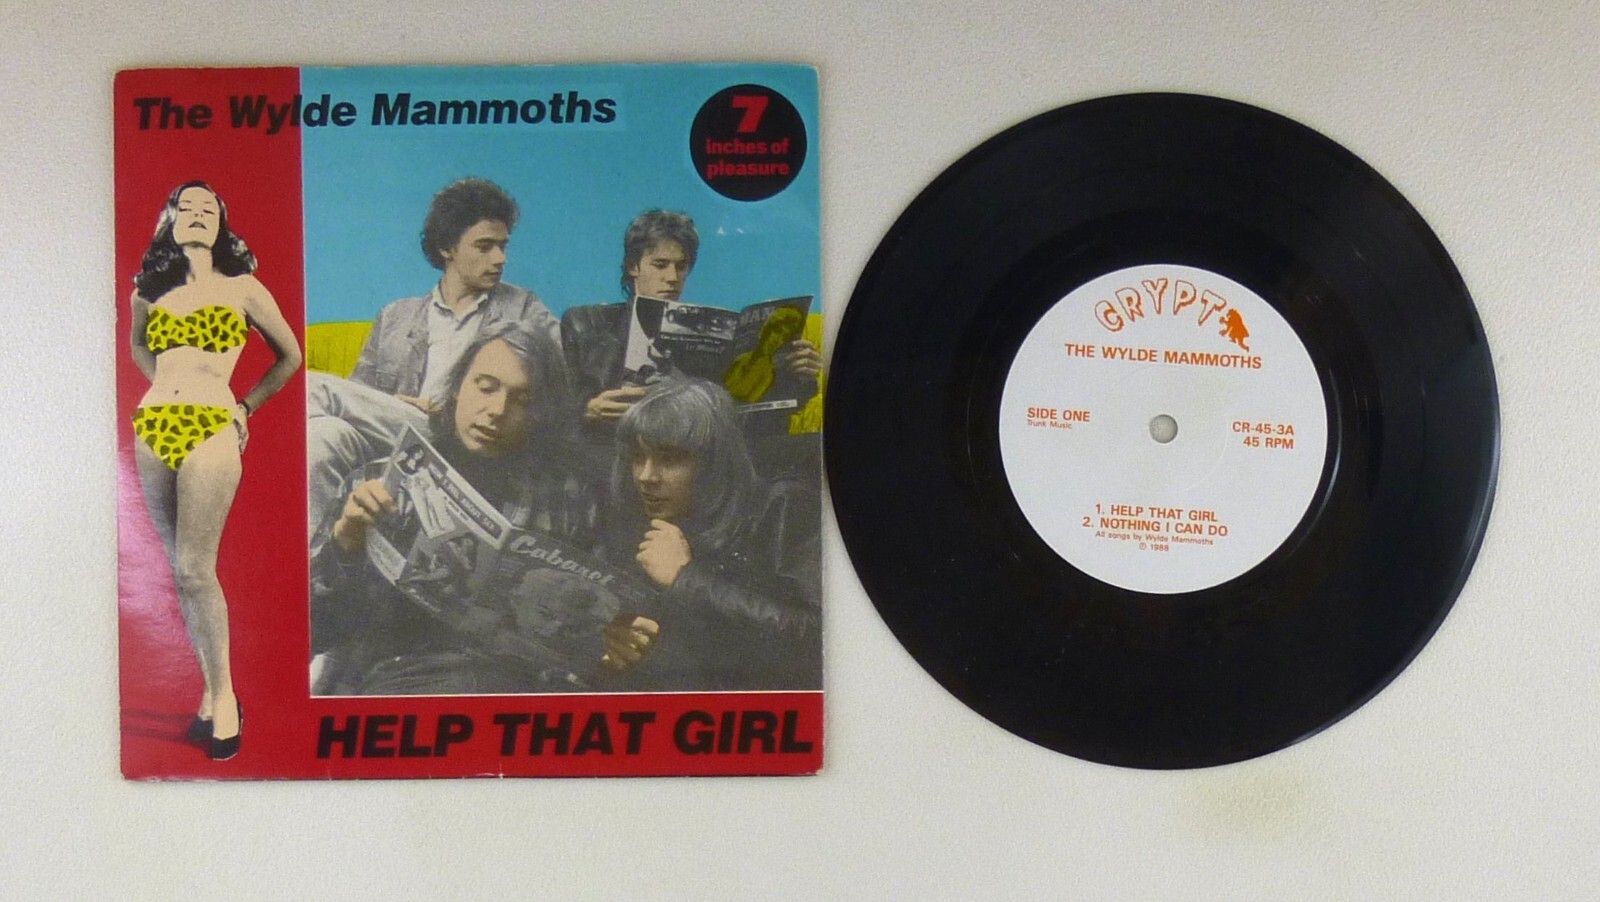 The Wylde Mammoths
7
inches of
pleasure
Cabaret
HELP THAT GIRL
CRYPT
THE WYLDE MAMMOTHS
SIDE ONE
Trunk Music
CR-45-3A
45 RPM
1. HELP THAT GIRL
2. NOTHING I CAN DO
All songs by Wylde Mammoths
℗ 1988